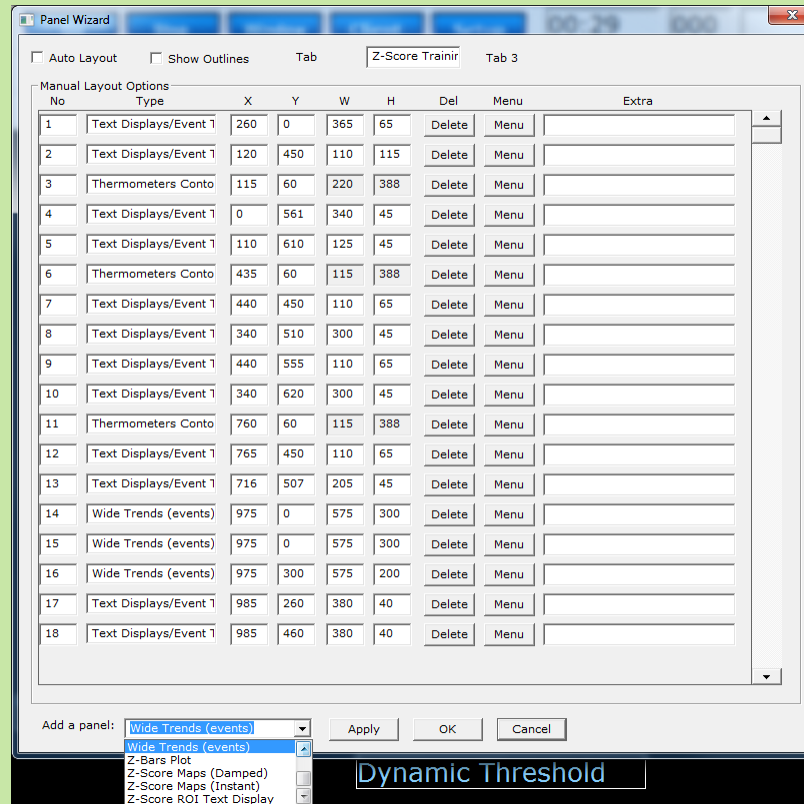 Panel Wizard
00:29 000
Auto Layout Show Outlines Tab Z-Score Trainin Tab 3
Manual Layout Options
No Type X Y W H Del Menu Extra
1 Text Displays/Event T 260 0 365 65 Delete Menu
2 Text Displays/Event T 120 450 110 115 Delete Menu
3 Thermometers Conto 115 60 220 388 Delete Menu
4 Text Displays/Event T 0 561 340 45 Delete Menu
5 Text Displays/Event T 110 610 125 45 Delete Menu
6 Thermometers Conto 435 60 115 388 Delete Menu
7 Text Displays/Event T 440 450 110 65 Delete Menu
8 Text Displays/Event T 340 510 300 45 Delete Menu
9 Text Displays/Event T 440 555 110 65 Delete Menu
10 Text Displays/Event T 340 620 300 45 Delete Menu
11 Thermometers Conto 760 60 115 388 Delete Menu
12 Text Displays/Event T 765 450 110 65 Delete Menu
13 Text Displays/Event T 716 507 205 45 Delete Menu
14 Wide Trends (events) 975 0 575 300 Delete Menu
15 Wide Trends (events) 975 0 575 300 Delete Menu
16 Wide Trends (events) 975 300 575 200 Delete Menu
17 Text Displays/Event T 985 260 380 40 Delete Menu
18 Text Displays/Event T 985 460 380 40 Delete Menu
Add a panel: Wide Trends (events) Apply OK Cancel
Wide Trends (events)
Z-Bars Plot
Z-Score Maps (Damped)
Z-Score Maps (Instant)
Z-Score ROI Text Display
Dynamic Threshold